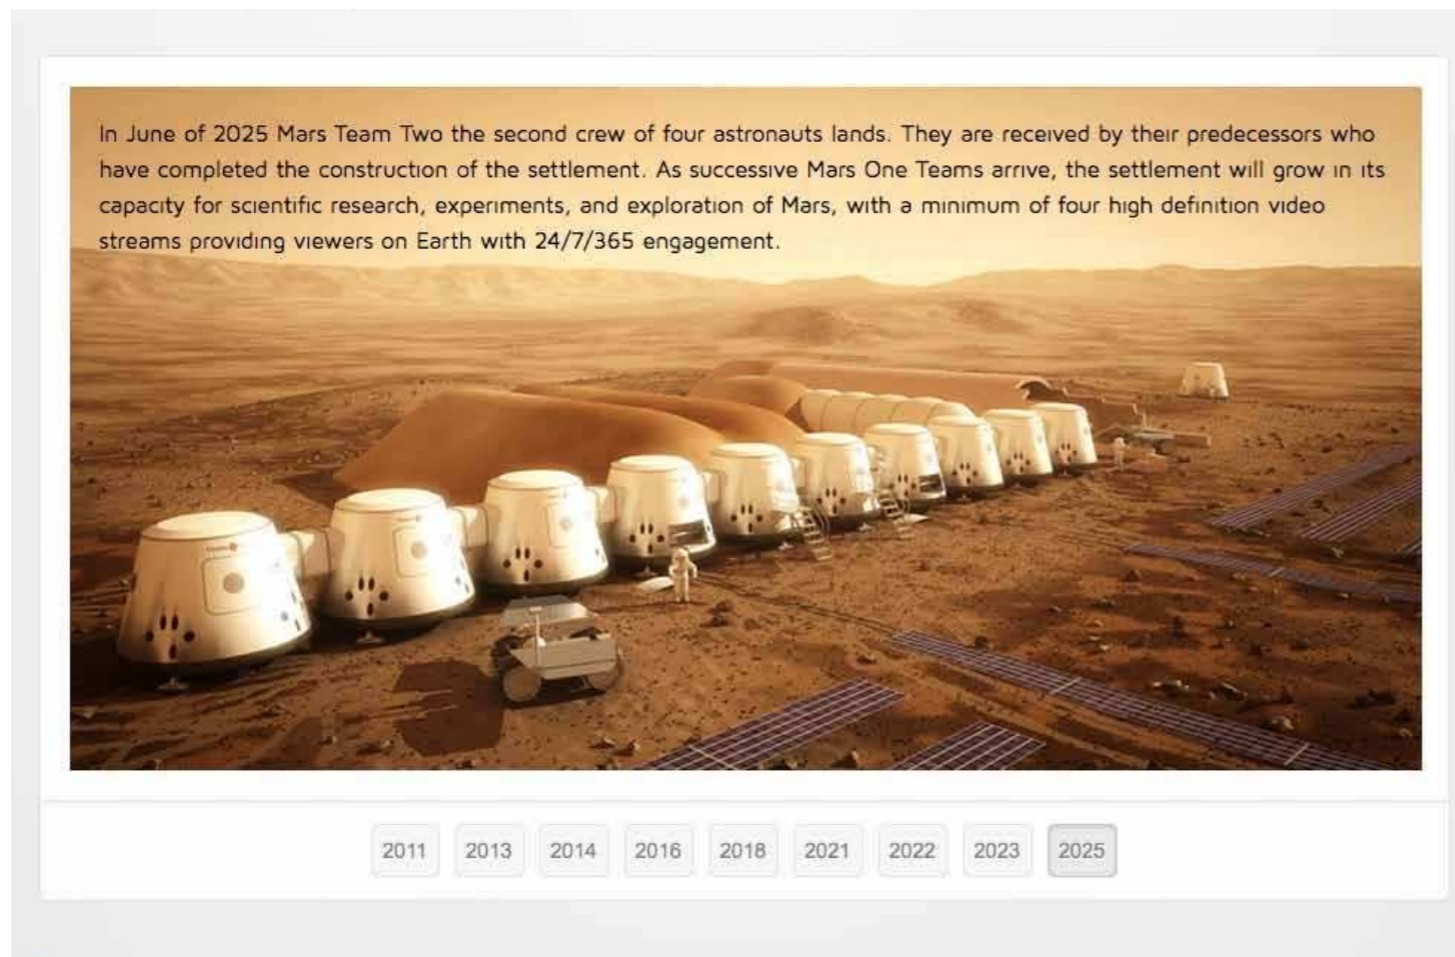 In June of 2025 Mars Team Two the second crew of four astronauts lands. They are received by their predecessors who
have completed the construction of the settlement. As successive Mars One Teams arrive, the settlement will grow in its
capacity for scientific research, experiments, and exploration of Mars, with a minimum of four high definition video
streams providing viewers on Earth with 24/7/365 engagement.
2011 2013 2014 2016 2018 2021 2022 2023 2025